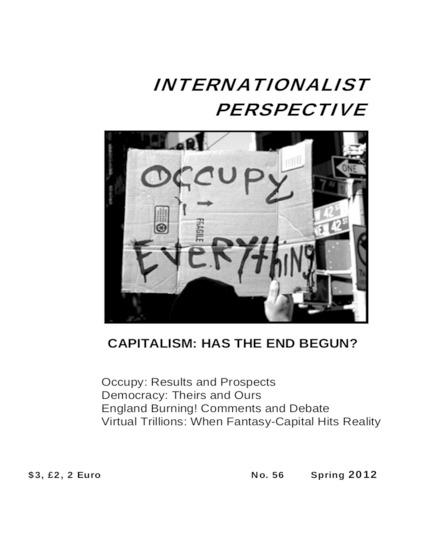 INTERNATIONALIST
PERSPECTIVE
OCCUPY
FRAGILE
EVERYthiNG
ONE
7
42
42
CAPITALISM: HAS THE END BEGUN?
Occupy: Results and Prospects
Democracy: Theirs and Ours
England Burning! Comments and Debate
Virtual Trillions: When Fantasy-Capital Hits Reality
$3, £2, 2 Euro No. 56 Spring 2012